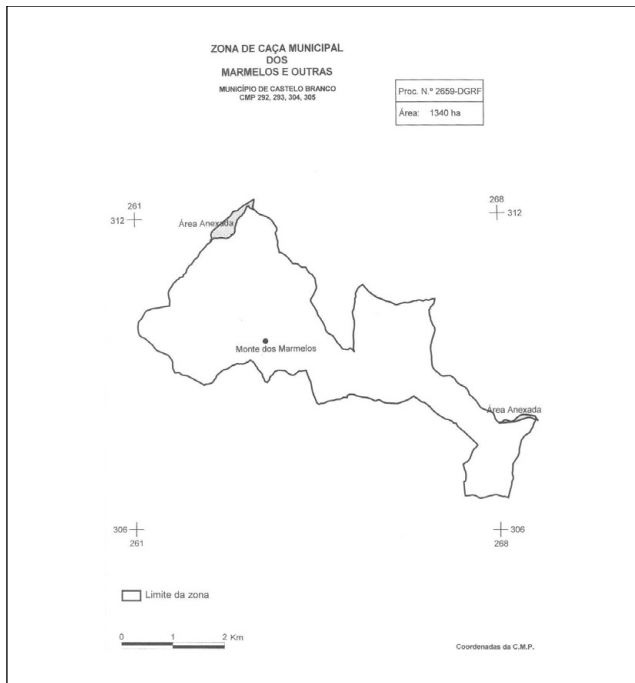 ZONA DE CAÇA MUNICIPAL
DOS
MARMELOS E OUTRAS
MUNICÍPIO DE CASTELO BRANCO
CMP 292, 293, 304, 305
Proc. N.º 2659-DGRF
Área: 1340 ha
261
312
268
312
Área Anexada
Monte dos Marmelos
Área Anexada
306
261
306
268
Limite da zona
0 1 2 Km
Coordenadas da C.M.P.